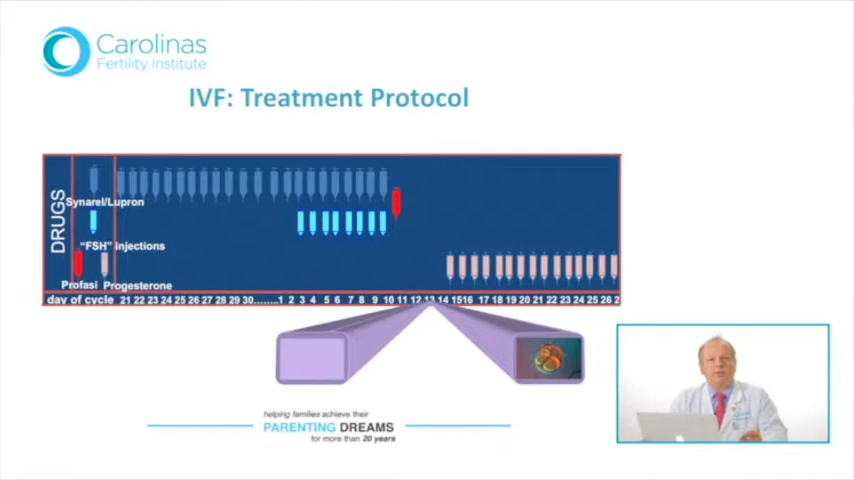 Carolinas
Fertility Institute
IVF: Treatment Protocol
DRUGS
Synarel/Lupron
"FSH" injections
Profasi
Progesterone
day of cycle 21 22 23 24 25 26 27 28 29 30........1 2 3 4 5 6 7 8 9 10 11 12 13 14 1516 17 18 19 20 21 22 23 24 25 26 2
helping families achieve their
PARENTING DREAMS
for more than 20 years